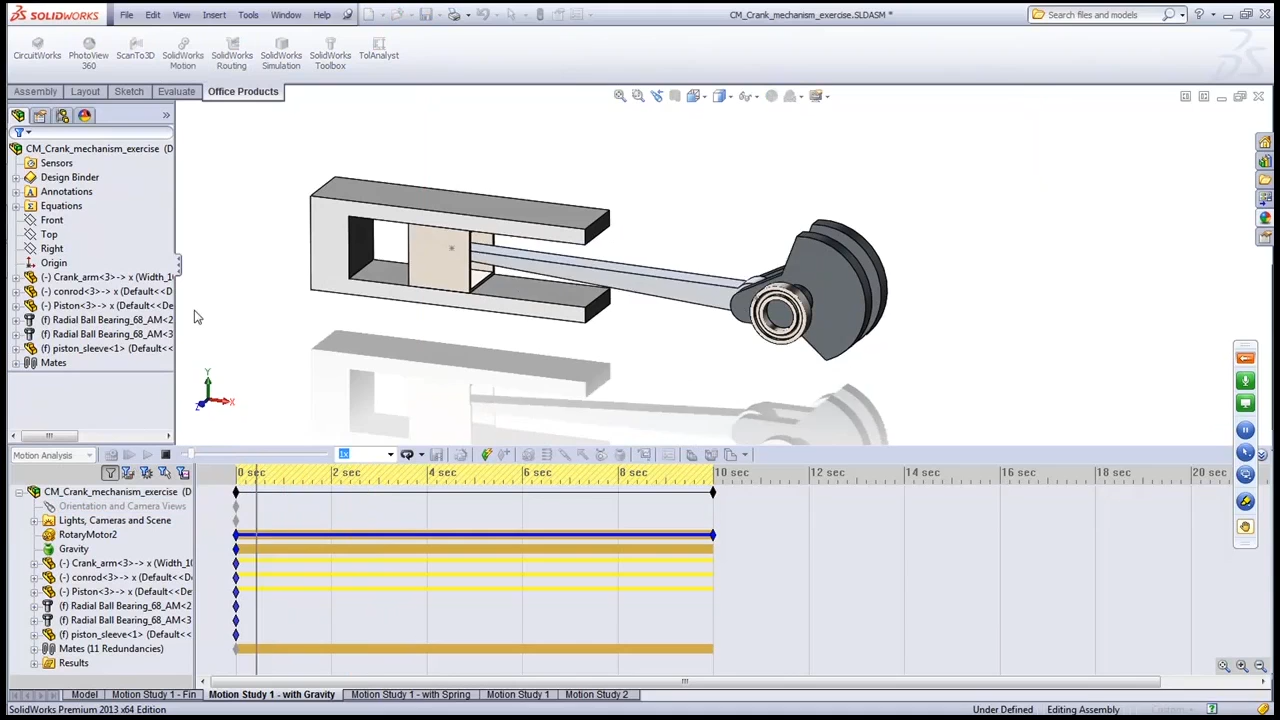 SOLIDWORKS File Edit View Insert Tools Window Help CM_Crank_mechanism_exercise.SLDASM * Search files and models
CircuitWorks PhotoView 360 ScanTo3D SolidWorks Motion SolidWorks Routing SolidWorks Simulation SolidWorks Toolbox TolAnalyst
Assembly Layout Sketch Evaluate Office Products
CM_Crank_mechanism_exercise (D
Sensors
Design Binder
Annotations
Equations
Front
Top
Right
Origin
(-) Crank_arm<3>-> x (Width_1
(-) conrod<3>-> x (Default<<D
(-) Piston<3>-> x (Default<<De
(f) Radial Ball Bearing_68_AM<2
(f) Radial Ball Bearing_68_AM<3
(f) piston_sleeve<1> (Default<<
Mates
Y
X
Z
Motion Analysis 1x
0 sec 2 sec 4 sec 6 sec 8 sec 10 sec 12 sec 14 sec 16 sec 18 sec 20 sec
CM_Crank_mechanism_exercise (D
Orientation and Camera Views
Lights, Cameras and Scene
RotaryMotor2
Gravity
(-) Crank_arm<3>-> x (Width_10
(-) conrod<3>-> x (Default<<De
(-) Piston<3>-> x (Default<<De
(f) Radial Ball Bearing_68_AM<2
(f) Radial Ball Bearing_68_AM<3
(f) piston_sleeve<1> (Default<<
Mates (11 Redundancies)
Results
Model Motion Study 1 - Fin Motion Study 1 - with Gravity Motion Study 1 - with Spring Motion Study 1 Motion Study 2
SolidWorks Premium 2013 x64 Edition Under Defined Editing Assembly Custom